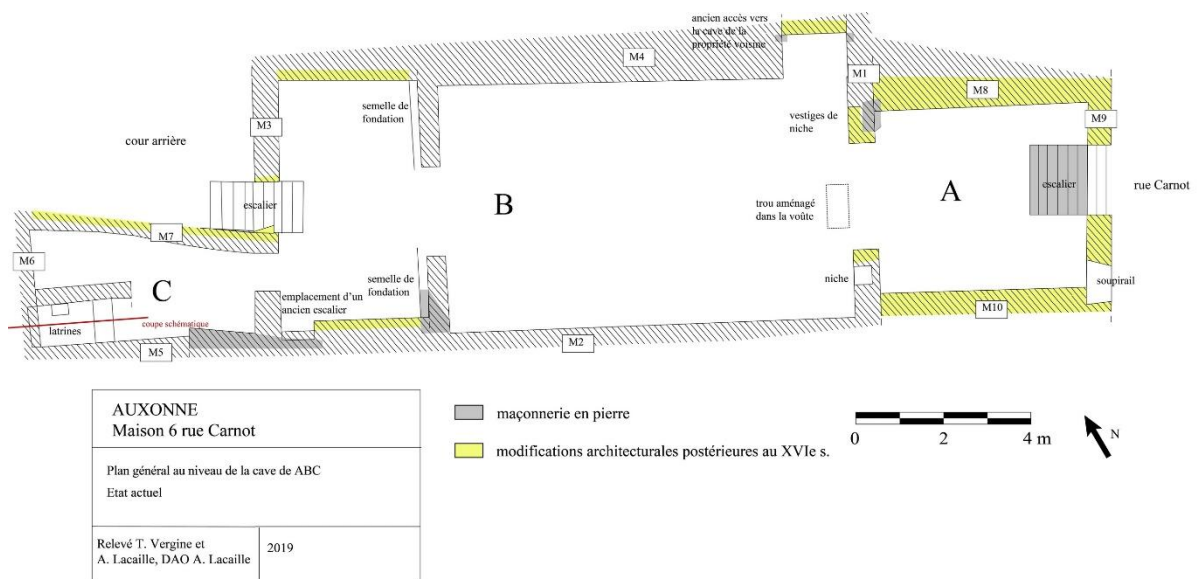 ancien accès vers
la cave de la
propriété voisine
M4
M1
M8
M9
M3
semelle de
fondation
vestiges de
niche
cour arrière
escalier
B
trou aménagé
dans la voûte
A
escalier
rue Carnot
M7
M6
C
semelle de
fondation
niche
soupirail
emplacement d’un
ancien escalier
coupe schématique
latrines
M10
M5
M2
AUXONNE
Maison 6 rue Carnot
Plan général au niveau de la cave de ABC
Etat actuel
Relevé T. Vergine et
A. Lacaille, DAO A. Lacaille
2019
maçonnerie en pierre
modifications architecturales postérieures au XVIe s.
0 2 4 m
N